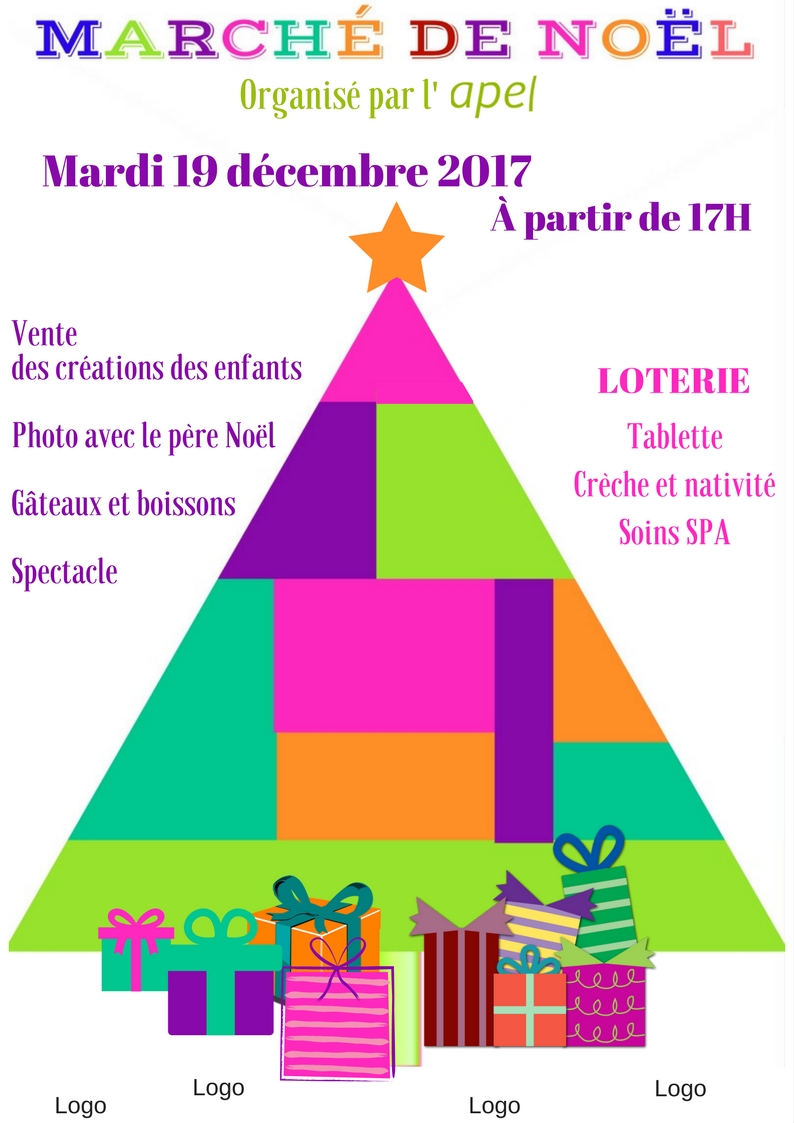 MARCHÉ DE NOËL
Organisé par l' apel
Mardi 19 décembre 2017
À partir de 17H
Vente
des créations des enfants
Photo avec le père Noël
Gâteaux et boissons
Spectacle
LOTERIE
Tablette
Crèche et nativité
Soins SPA
Logo
Logo
Logo
Logo